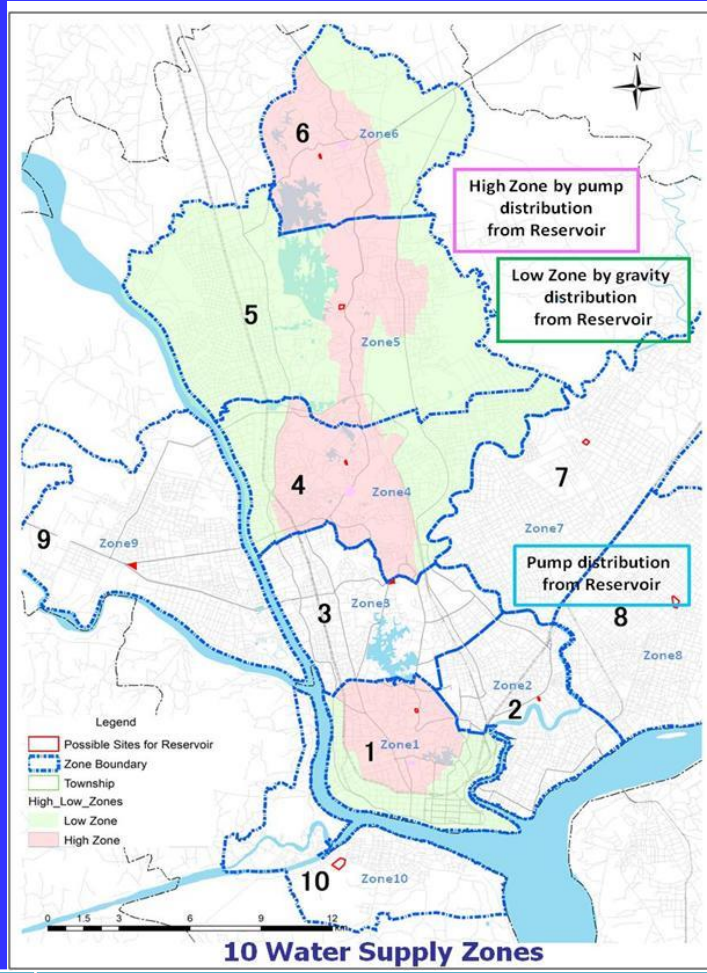 N
6
Zone6
High Zone by pump
distribution
from Reservoir
Low Zone by gravity
distribution
from Reservoir
5
Zone5
4
Zone4
7
Zone7
9
Zone9
Pump distribution
from Reservoir
3
Zone3
8
Zone8
Zone2
2
1
Zone1
Legend
Possible Sites for Reservoir
Zone Boundary
Township
High_Low_Zones
Low Zone
High Zone
10
Zone10
0 1.5 3 6 9 12
10 Water Supply Zones